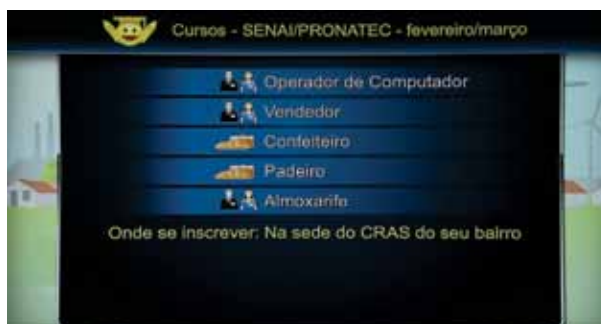 Cursos - SENAI/PRONATEC - fevereiro/março
Operador de Computador
Vendedor
Confeiteiro
Padeiro
Almoxarife
Onde se inscrever: Na sede do CRAS do seu bairro